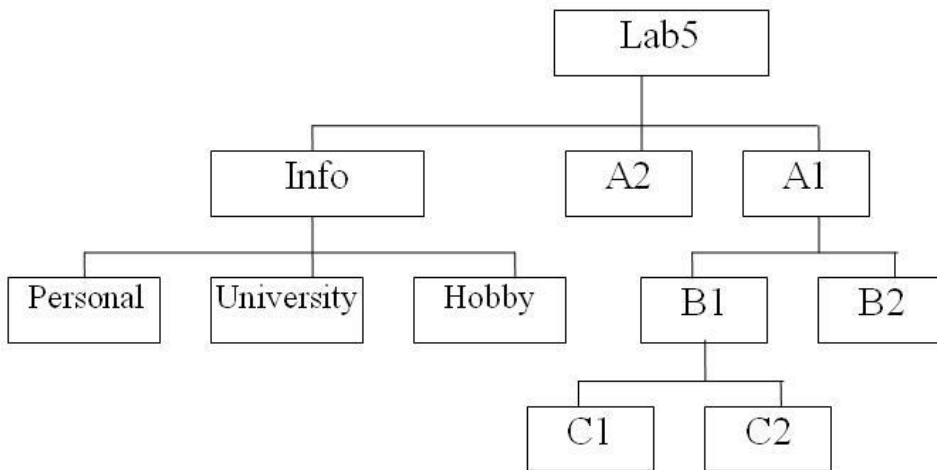 Lab5
Info
A2
A1
Personal
University
Hobby
B1
B2
C1
C2